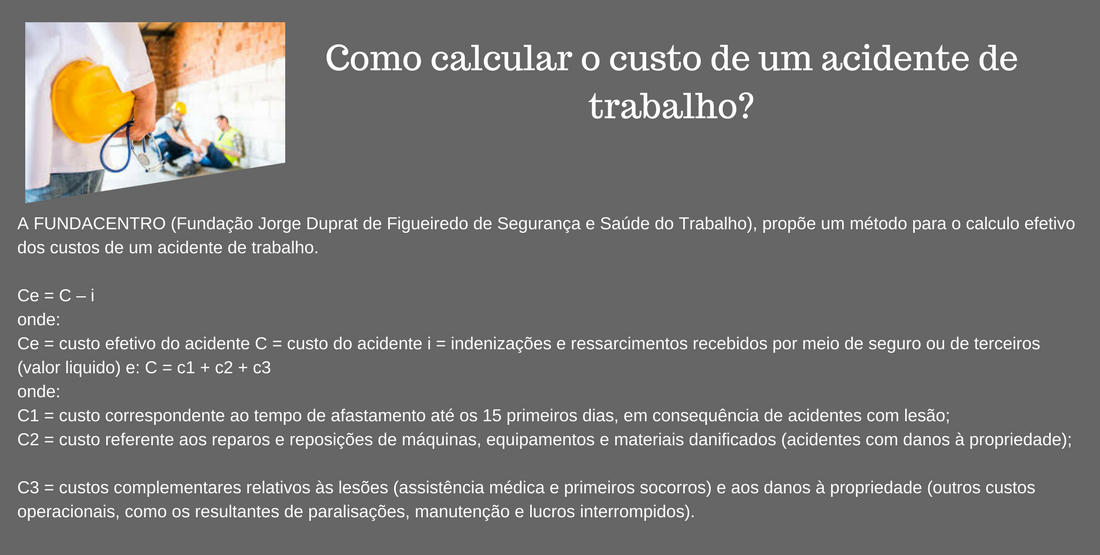 Como calcular o custo de um acidente de
trabalho?
A FUNDACENTRO (Fundação Jorge Duprat de Figueiredo de Segurança e Saúde do Trabalho), propõe um método para o calculo efetivo
dos custos de um acidente de trabalho.
Ce = C – i
onde:
Ce = custo efetivo do acidente C = custo do acidente i = indenizações e ressarcimentos recebidos por meio de seguro ou de terceiros
(valor liquido) e: C = c1 + c2 + c3
onde:
C1 = custo correspondente ao tempo de afastamento até os 15 primeiros dias, em consequência de acidentes com lesão;
C2 = custo referente aos reparos e reposições de máquinas, equipamentos e materiais danificados (acidentes com danos à propriedade);
C3 = custos complementares relativos às lesões (assistência médica e primeiros socorros) e aos danos à propriedade (outros custos
operacionais, como os resultantes de paralisações, manutenção e lucros interrompidos).